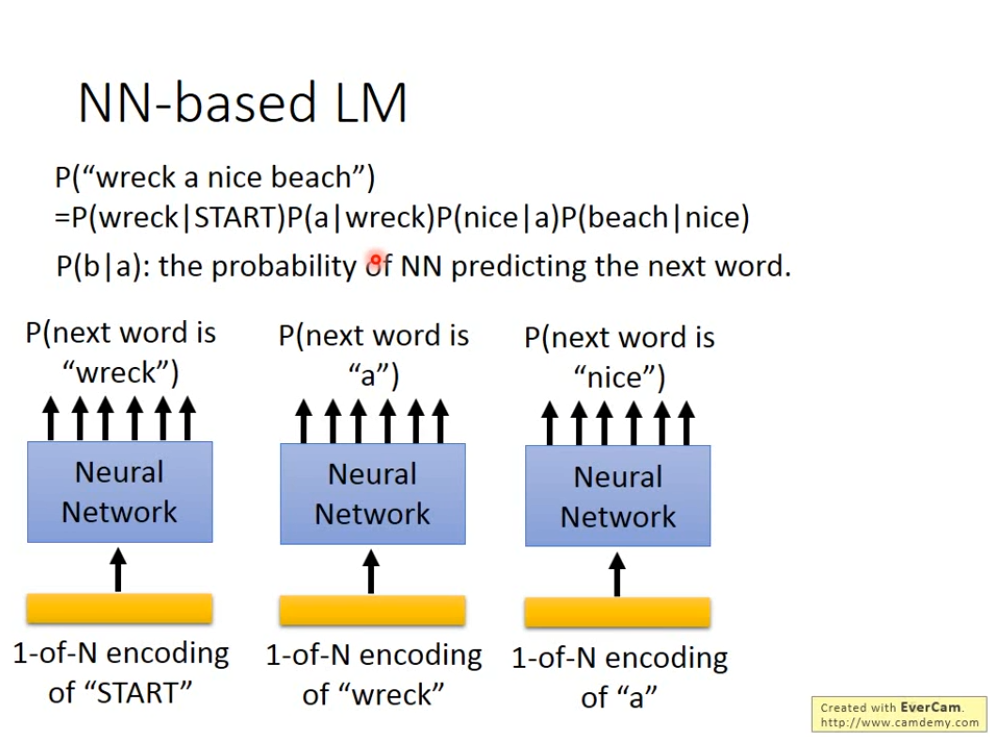 NN-based LM
P(“wreck a nice beach”)
=P(wreck|START)P(a|wreck)P(nice|a)P(beach|nice)
P(b|a): the probability of NN predicting the next word.
P(next word is
“wreck”)
P(next word is
“a”)
P(next word is
“nice”)
Neural
Network
Neural
Network
Neural
Network
1-of-N encoding
of “START”
1-of-N encoding
of “wreck”
1-of-N encoding
of “a”
Created with EverCam.
http://www.camdemy.com